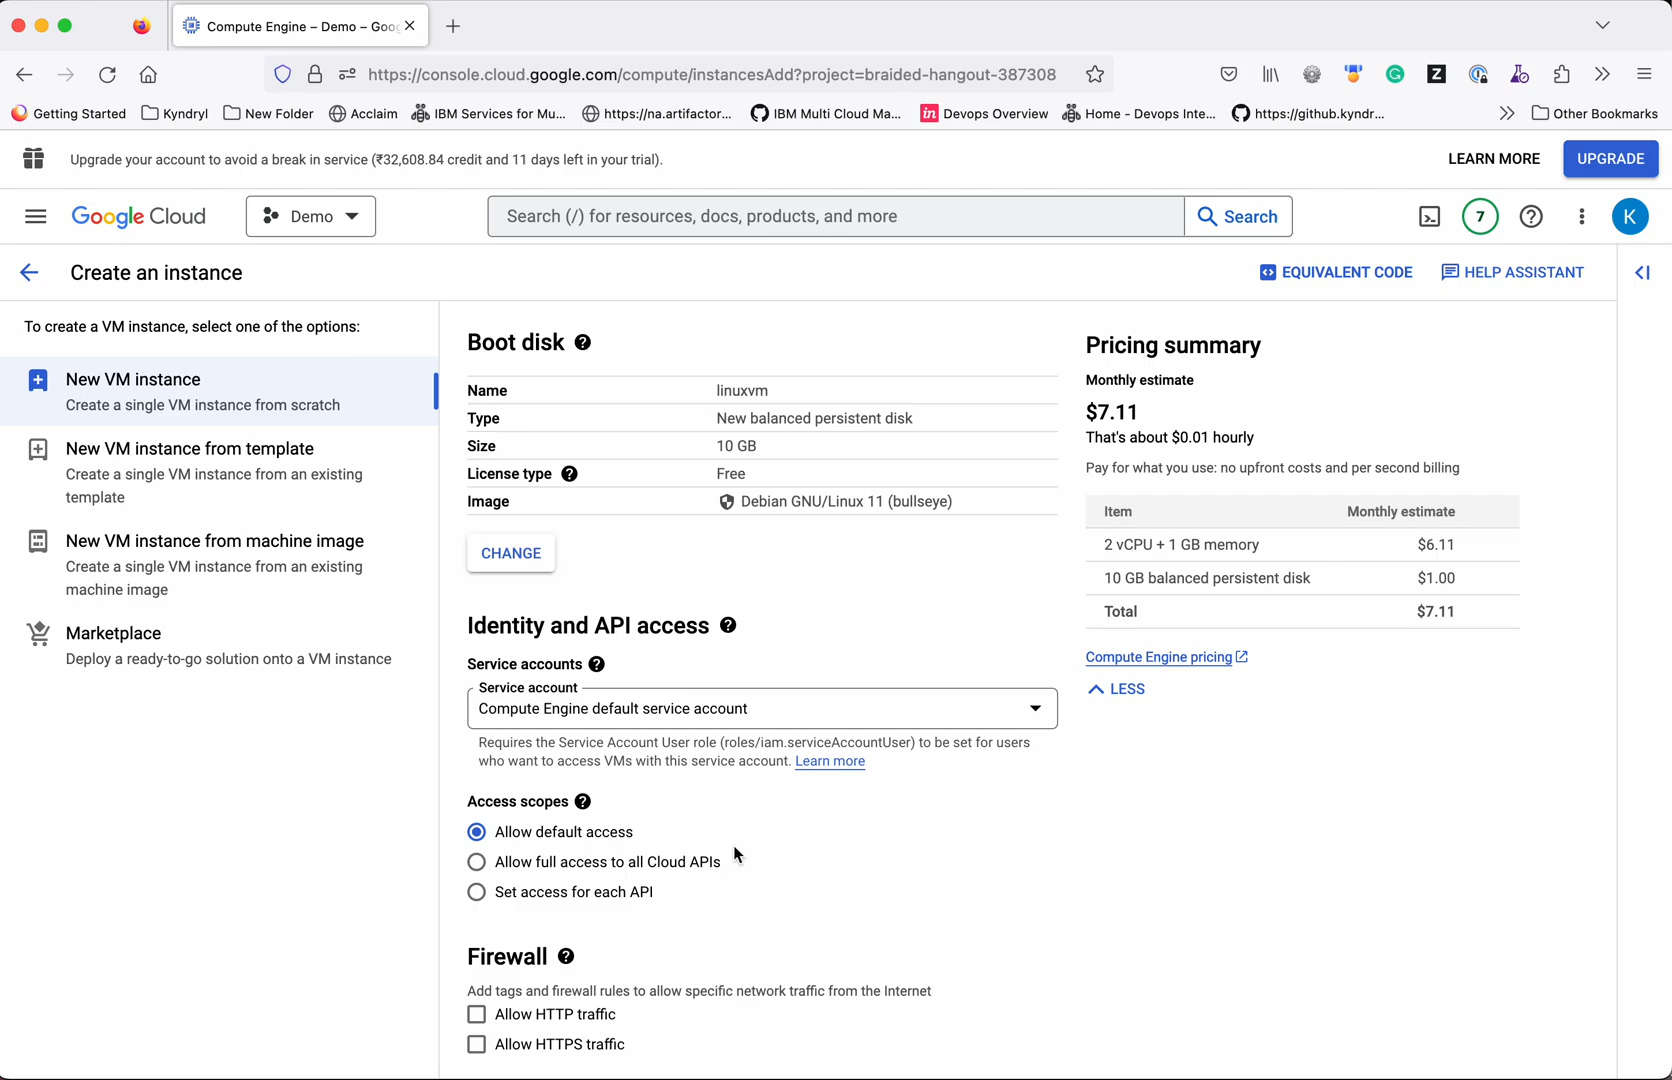 Compute Engine – Demo – Goo
https://console.cloud.google.com/compute/instancesAdd?project=braided-hangout-387308
Getting Started Kyndryl New Folder Acclaim IBM Services for Mu... https://na.artifactor... IBM Multi Cloud Ma... Devops Overview Home - Devops Inte... https://github.kyndr... Other Bookmarks
Upgrade your account to avoid a break in service (₹32,608.84 credit and 11 days left in your trial). LEARN MORE UPGRADE
Google Cloud Demo Search (/) for resources, docs, products, and more Search 7 K
Create an instance EQUIVALENT CODE HELP ASSISTANT
To create a VM instance, select one of the options:
New VM instance
Create a single VM instance from scratch
New VM instance from template
Create a single VM instance from an existing
template
New VM instance from machine image
Create a single VM instance from an existing
machine image
Marketplace
Deploy a ready-to-go solution onto a VM instance
Boot disk
Name linuxvm
Type New balanced persistent disk
Size 10 GB
License type Free
Image Debian GNU/Linux 11 (bullseye)
CHANGE
Identity and API access
Service accounts
Service account
Compute Engine default service account
Requires the Service Account User role (roles/iam.serviceAccountUser) to be set for users
who want to access VMs with this service account. Learn more
Access scopes
Allow default access
Allow full access to all Cloud APIs
Set access for each API
Firewall
Add tags and firewall rules to allow specific network traffic from the Internet
Allow HTTP traffic
Allow HTTPS traffic
Pricing summary
Monthly estimate
$7.11
That's about $0.01 hourly
Pay for what you use: no upfront costs and per second billing
Item Monthly estimate
2 vCPU + 1 GB memory $6.11
10 GB balanced persistent disk $1.00
Total $7.11
Compute Engine pricing
LESS